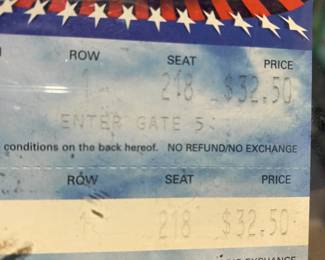 ROW SEAT PRICE
218 $32.50
ENTER GATE 5
conditions on the back hereof. NO REFUND/NO EXCHANGE
ROW SEAT PRICE
218 $32.50